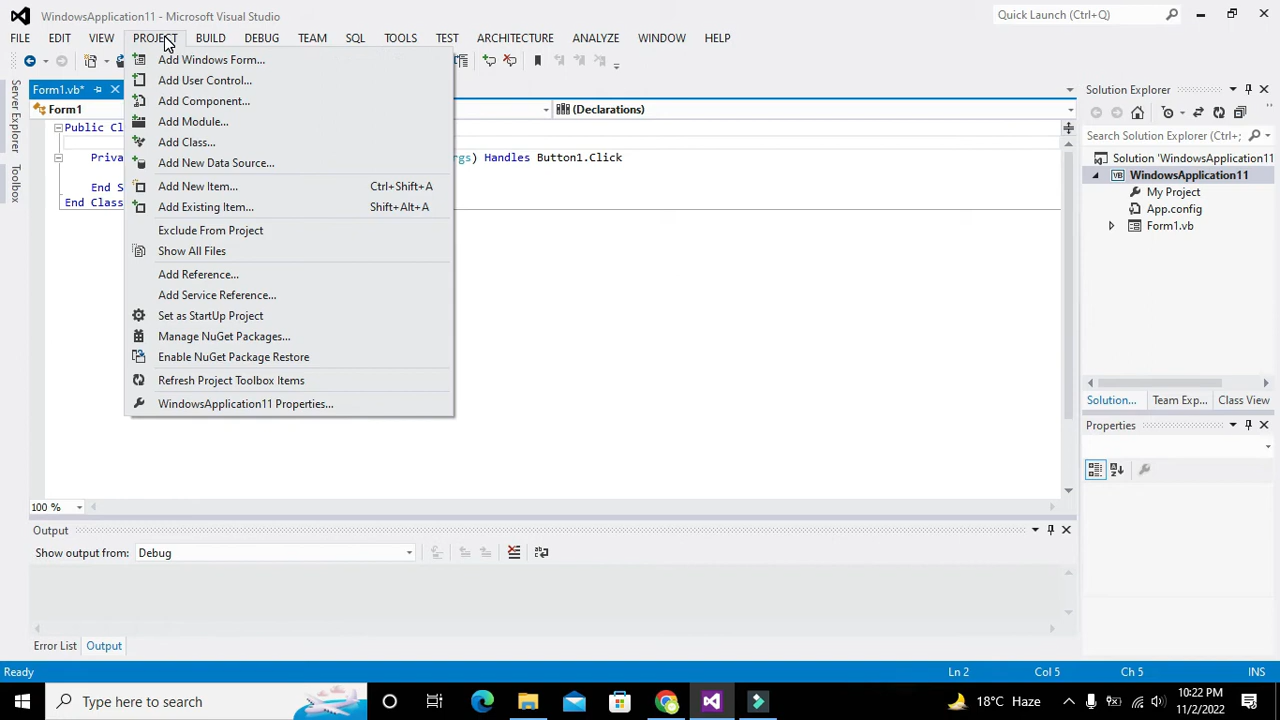 WindowsApplication11 - Microsoft Visual Studio
Quick Launch (Ctrl+Q)
FILE EDIT VIEW PROJECT BUILD DEBUG TEAM SQL TOOLS TEST ARCHITECTURE ANALYZE WINDOW HELP
Add Windows Form...
Add User Control...
Add Component...
Add Module...
Add Class...
Add New Data Source...
Add New Item... Ctrl+Shift+A
Add Existing Item... Shift+Alt+A
Exclude From Project
Show All Files
Add Reference...
Add Service Reference...
Set as StartUp Project
Manage NuGet Packages...
Enable NuGet Package Restore
Refresh Project Toolbox Items
WindowsApplication11 Properties...
Server Explorer
Toolbox
Form1.vb*
Form1
(Declarations)
Public Cl
Priva gs) Handles Button1.Click
End S
End Class
100 %
Solution Explorer
Search Solution Explorer (Ctrl+;
Solution 'WindowsApplication11
VB WindowsApplication11
My Project
App.config
Form1.vb
Solution... Team Exp... Class View
Properties
Output
Show output from: Debug
Error List Output
Ready Ln 2 Col 5 Ch 5 INS
Type here to search
18°C Haze
10:22 PM
11/2/2022